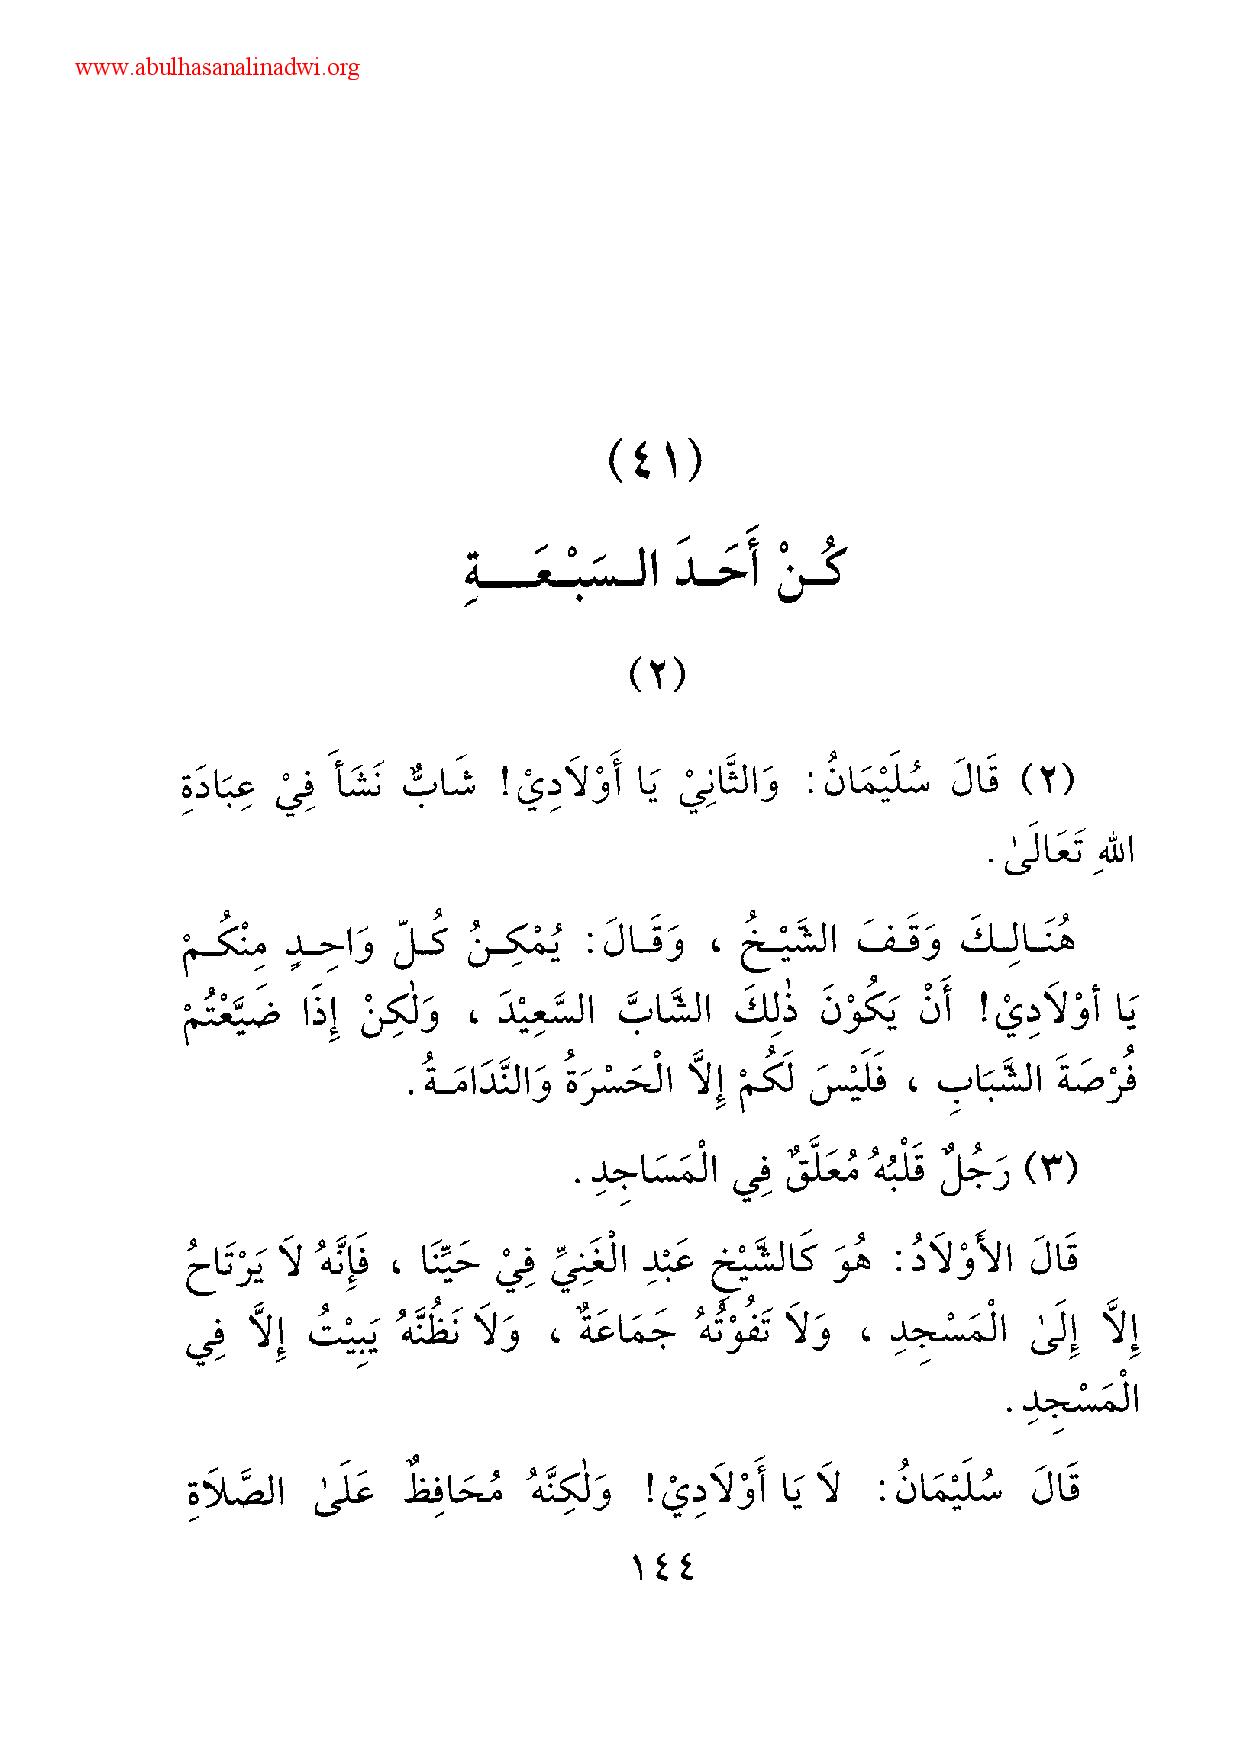 www.abulhasanalinadwi.org
(٤١)
كُنْ أَحَدَ السَبْعَةِ
(٢)
(٢) قَالَ سُلَيْمَانُ: وَالثَّانِيْ يَا أَوْلَادِيْ! شَابٌّ نَشَأَ فِيْ عِبَادَةِ
اللهِ تَعَالَىٰ .
هُنَالِكَ وَقَفَ الشَّيْخُ ، وَقَالَ: يُمْكِنُ كُلّ وَاحِدٍ مِنْكُمْ
يَا أَوْلَادِيْ! أَنْ يَكُوْنَ ذٰلِكَ الشَّابَّ السَّعِيْدَ ، وَلٰكِنْ إِذَا ضَيَّعْتُمْ
فُرْصَةَ الشَّبَابِ ، فَلَيْسَ لَكُمْ إِلَّا الْحَسْرَةُ وَالنَّدَامَةُ .
(٣) رَجُلٌ قَلْبُهُ مُعَلَّقٌ فِي الْمَسَاجِدِ .
قَالَ الأَوْلَادُ: هُوَ كَالشَّيْخِ عَبْدِ الْغَنِيِّ فِيْ حَيِّنَا ، فَإِنَّهُ لَا يَرْتَاحُ
إِلَّا إِلَىٰ الْمَسْجِدِ ، وَلَا تَفُوْتُهُ جَمَاعَةٌ ، وَلَا نَظُنَّهُ يَبِيْتُ إِلَّا فِي
الْمَسْجِدِ .
قَالَ سُلَيْمَانُ: لَا يَا أَوْلَادِيْ! وَلٰكِنَّهُ مُحَافِظٌ عَلَىٰ الصَّلَاةِ
١٤٤